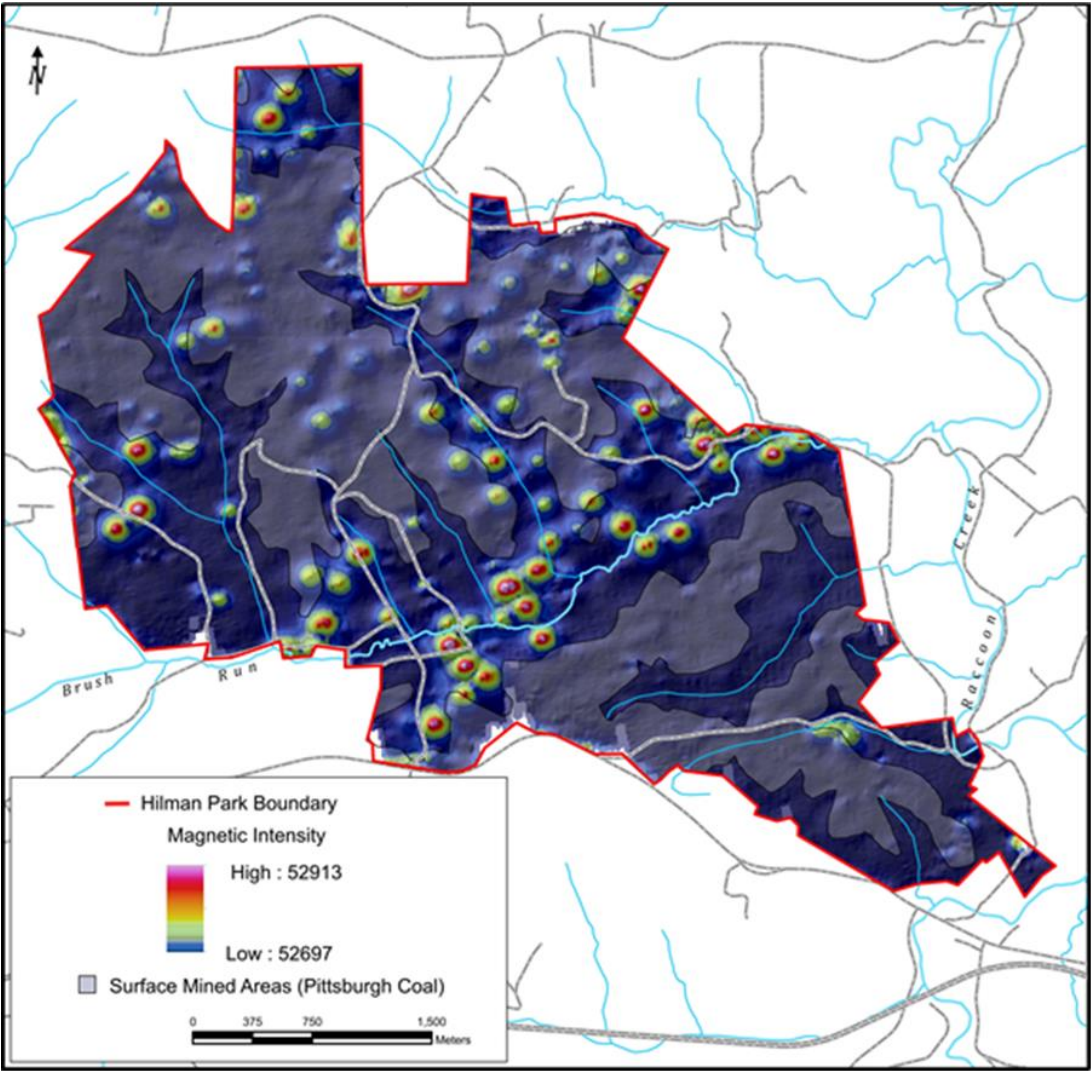 N
Creek
Raccoon
Brush Run
Hilman Park Boundary
Magnetic Intensity
High : 52913
Low : 52697
Surface Mined Areas (Pittsburgh Coal)
0 375 750 1,500
Meters